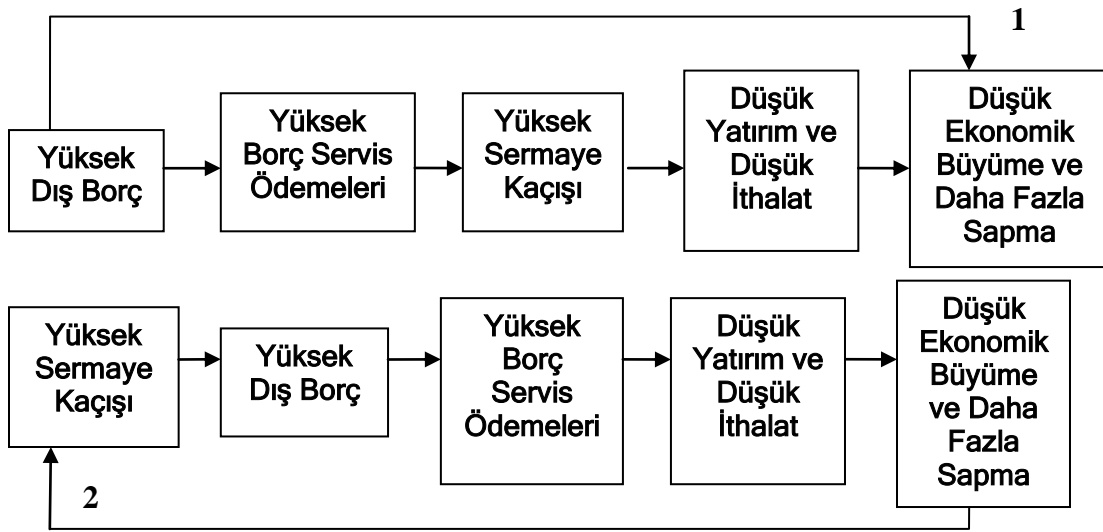 1
Yüksek
Dış Borç
Yüksek
Borç Servis
Ödemeleri
Yüksek
Sermaye
Kaçışı
Düşük
Yatırım ve
Düşük
İthalat
Düşük
Ekonomik
Büyüme ve
Daha Fazla
Sapma
Yüksek
Sermaye
Kaçışı
Yüksek
Dış Borç
Yüksek
Borç
Servis
Ödemeleri
Düşük
Yatırım ve
Düşük
İthalat
Düşük
Ekonomik
Büyüme
ve Daha
Fazla
Sapma
2